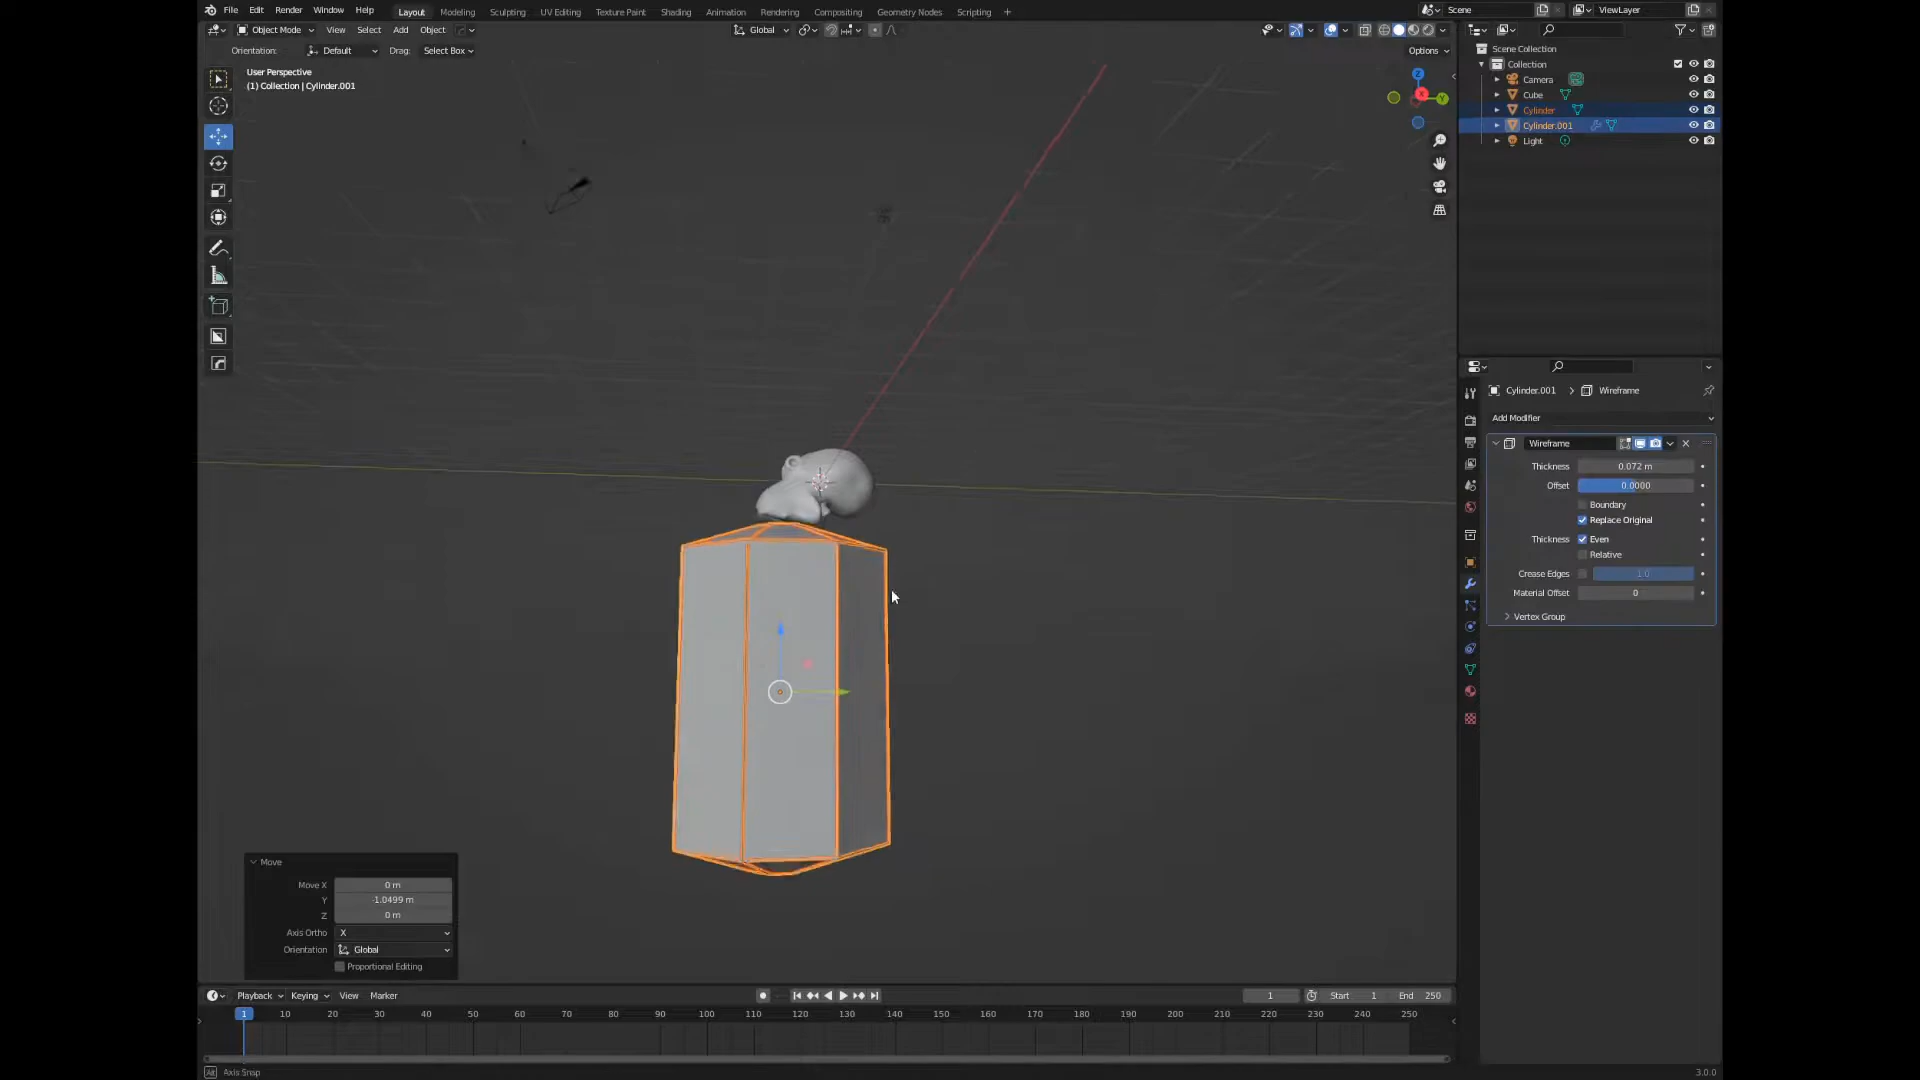 File Edit Render Window Help Layout Modeling Sculpting UV Editing Texture Paint Shading Animation Rendering Compositing Geometry Nodes Scripting + Scene ViewLayer
Object Mode View Select Add Object Global
Orientation: Default Drag: Select Box Options
User Perspective
(1) Collection | Cylinder.001
Z
X
Y
Scene Collection
Collection
Camera
Cube
Cylinder
Cylinder.001
Light
Cylinder.001 > Wireframe
Add Modifier
Wireframe
Thickness 0.072 m
Offset 0.0000
Boundary
Replace Original
Thickness Even
Relative
Crease Edges 1.0
Material Offset 0
Vertex Group
Move
Move X 0 m
Y -1.0499 m
Z 0 m
Axis Ortho X
Orientation Global
Proportional Editing
Playback Keying View Marker 1 Start 1 End 250
1 10 20 30 40 50 60 70 80 90 100 110 120 130 140 150 160 170 180 190 200 210 220 230 240 250
Alt Axis Snap 3.0.0